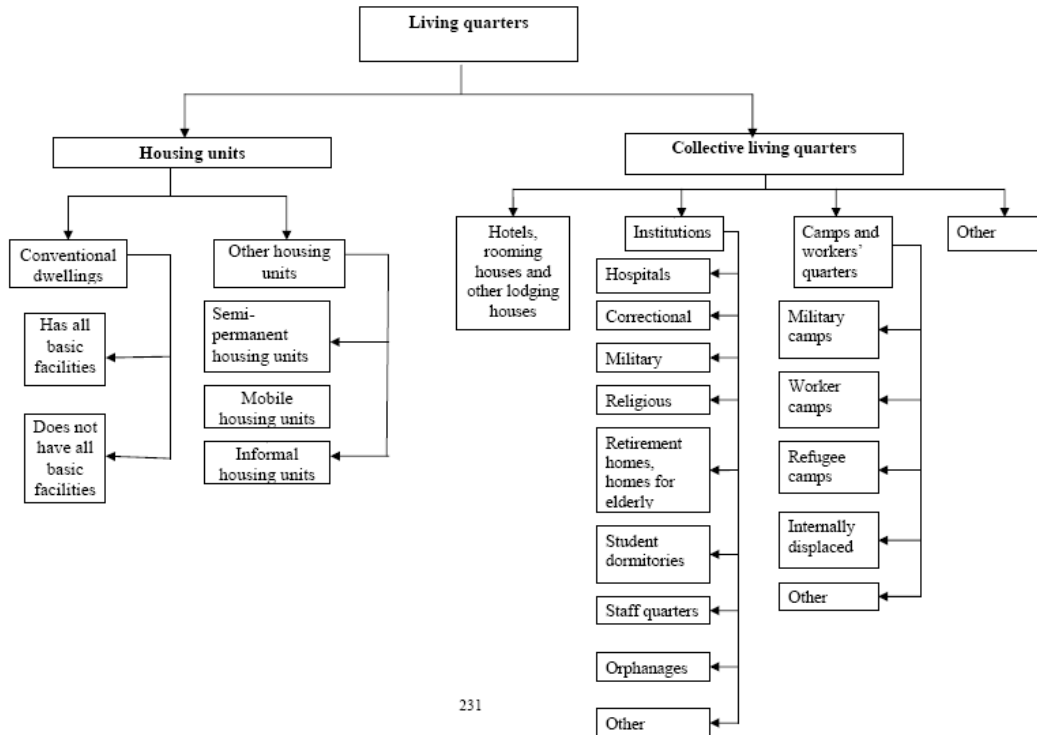 Living quarters
Housing units
Collective living quarters
Conventional
dwellings
Has all
basic
facilities
Does not
have all
basic
facilities
Other housing
units
Semi-
permanent
housing units
Mobile
housing units
Informal
housing units
Hotels,
rooming
houses and
other lodging
houses
Institutions
Hospitals
Correctional
Military
Religious
Retirement
homes,
homes for
elderly
Student
dormitories
Staff quarters
Orphanages
Other
Camps and
workers’
quarters
Military
camps
Worker
camps
Refugee
camps
Internally
displaced
Other
Other
231